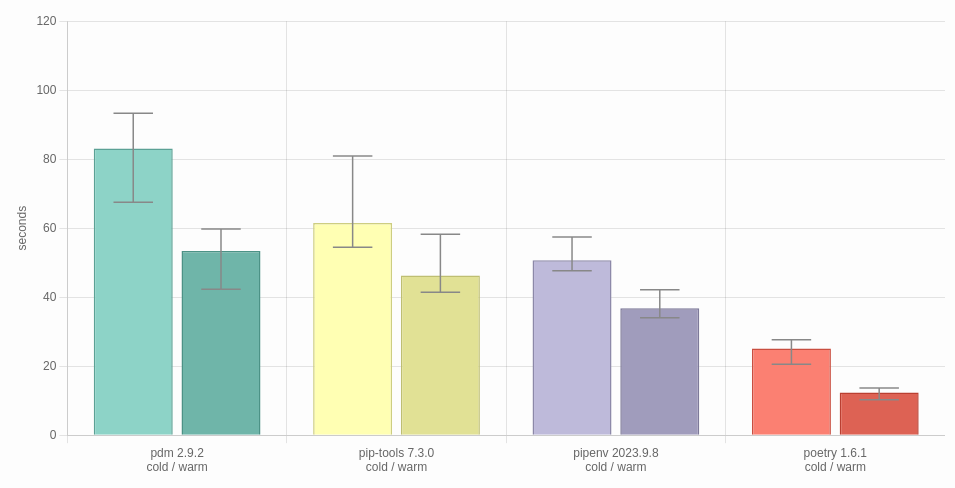 120
100
80
60
40
20
0
seconds
pdm 2.9.2
cold / warm
pip-tools 7.3.0
cold / warm
pipenv 2023.9.8
cold / warm
poetry 1.6.1
cold / warm